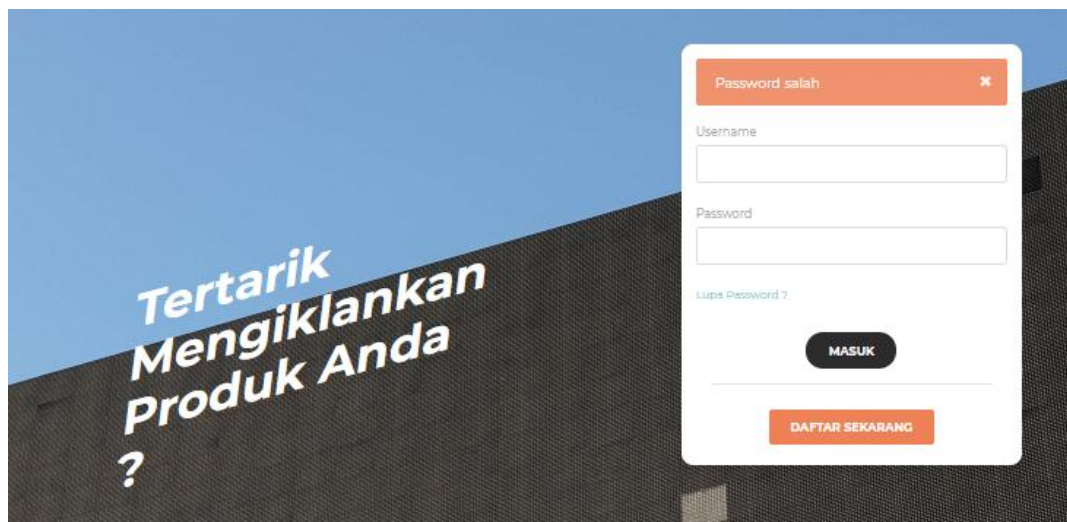 Tertarik
Mengiklankan
Produk Anda
?
Password salah ✖
Username
Password
Lupa Password ?
MASUK
DAFTAR SEKARANG